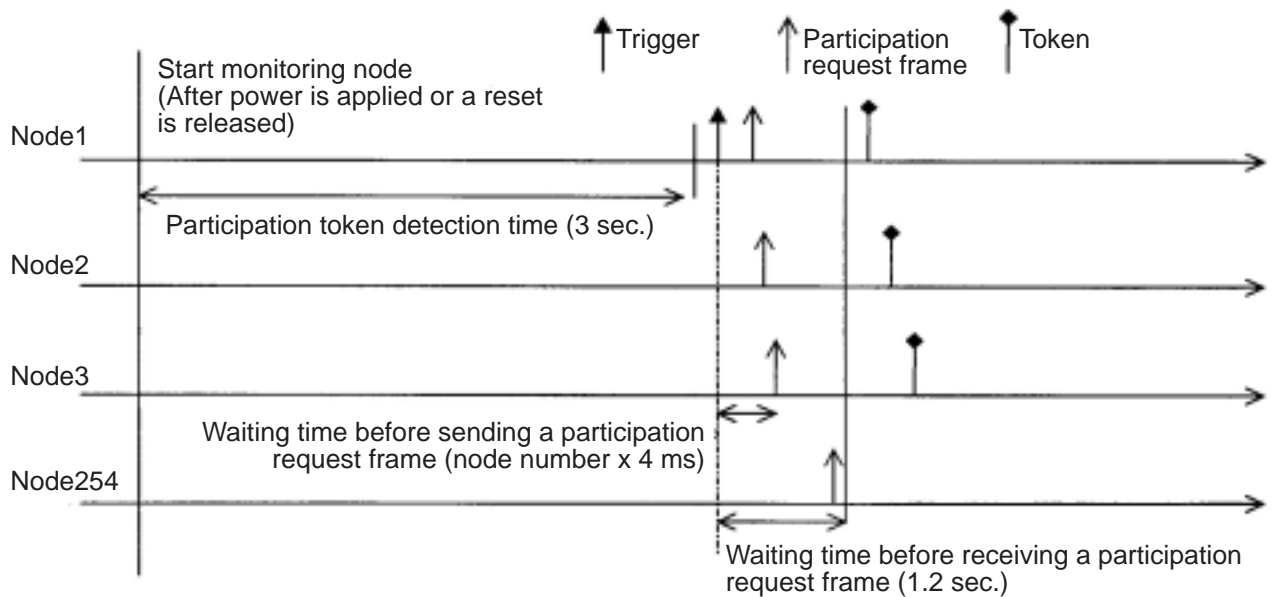 Trigger
Participation
request frame
Token
Start monitoring node
(After power is applied or a reset
is released)
Node1
Participation token detection time (3 sec.)
Node2
Node3
Waiting time before sending a participation
request frame (node number x 4 ms)
Node254
Waiting time before receiving a participation
request frame (1.2 sec.)